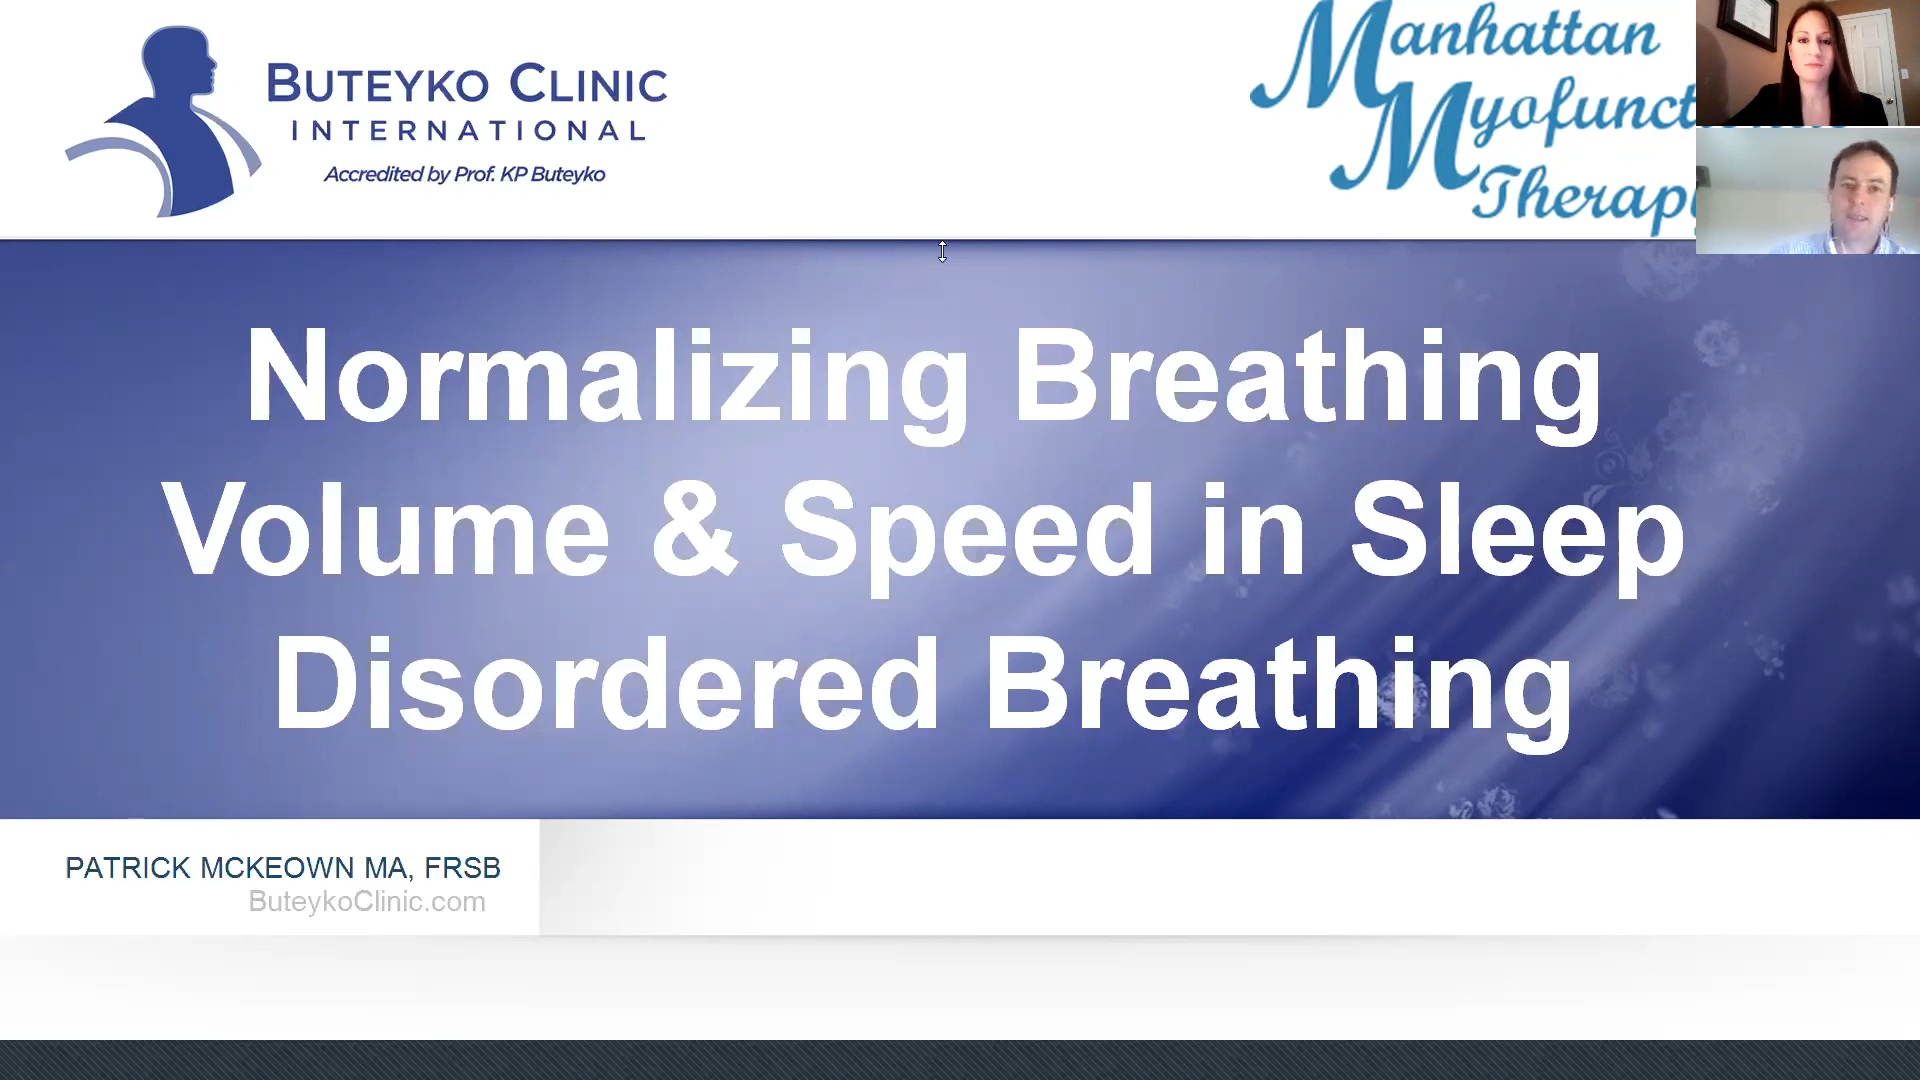 BUTEYKO CLINIC
INTERNATIONAL
Accredited by Prof. KP Buteyko
Manhattan
Myofunct
Therapy
Normalizing Breathing
Volume & Speed in Sleep
Disordered Breathing
PATRICK MCKEOWN MA, FRSB
ButeykoClinic.com